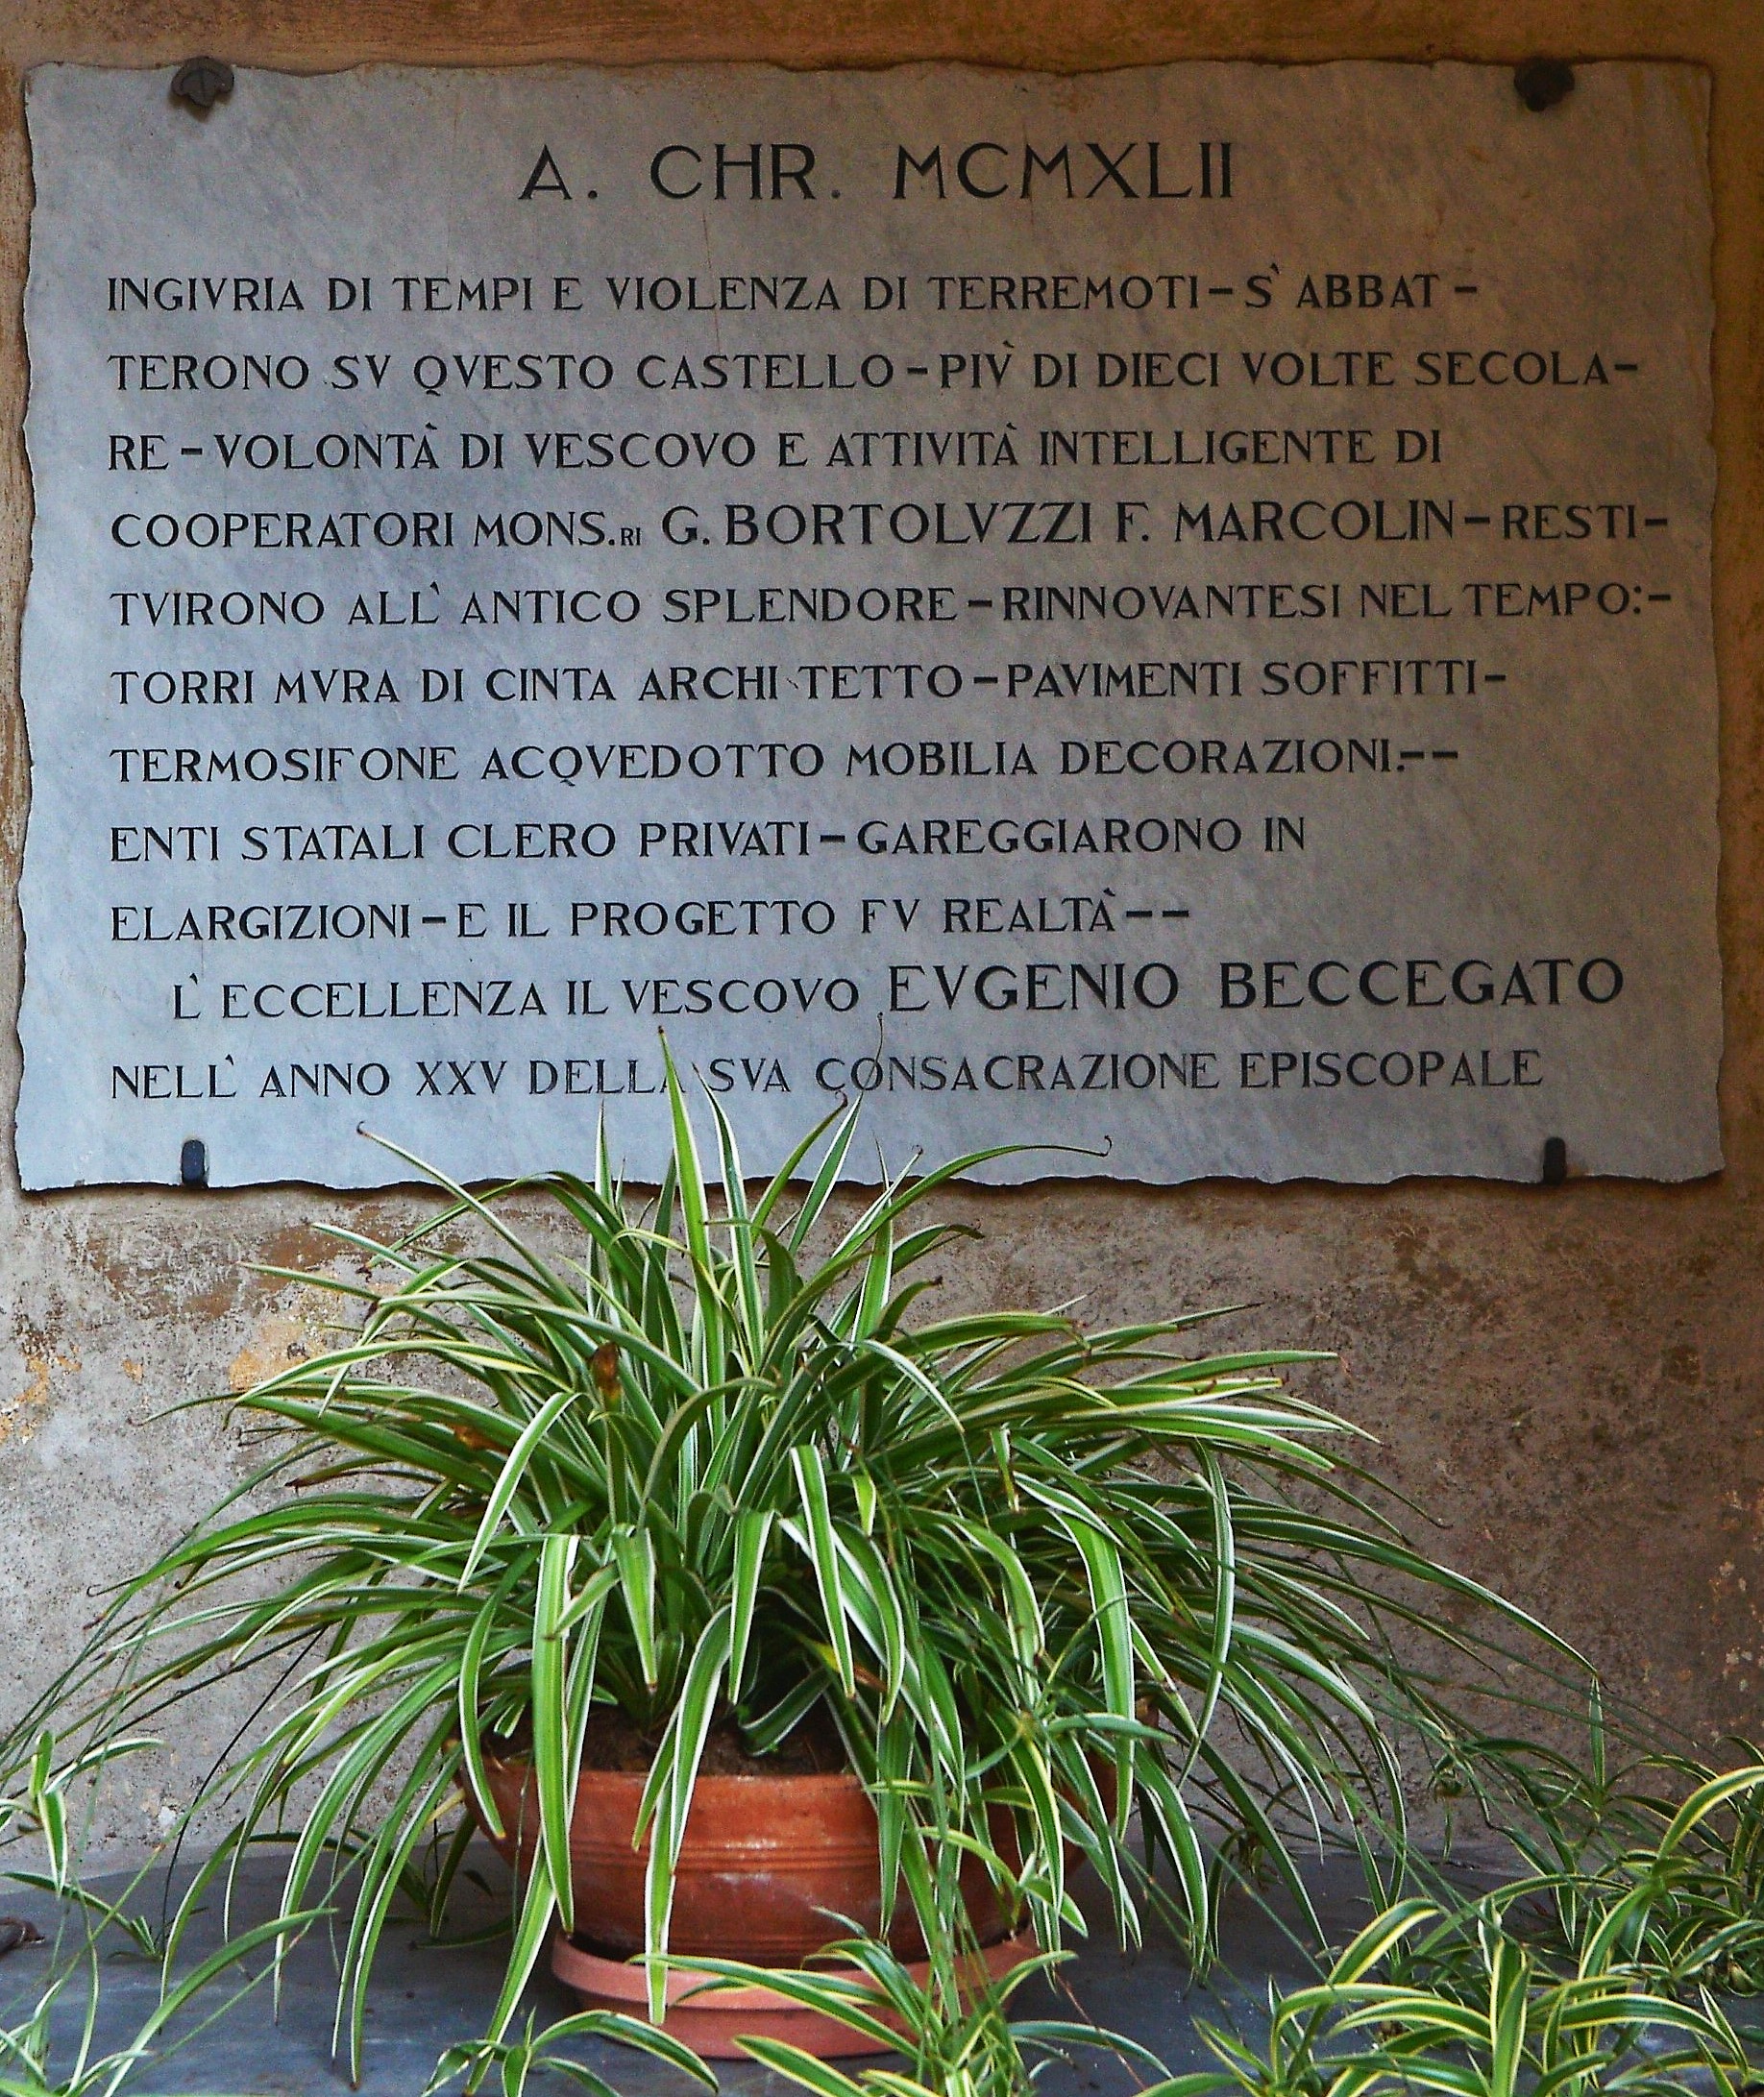 A. CHR. MCMXLII
INGIVRIA DI TEMPI E VIOLENZA DI TERREMOTI – S' ABBAT –
TERONO SV QVESTO CASTELLO – PIV̀ DI DIECI VOLTE SECOLA–
RE – VOLONTÀ DI VESCOVO E ATTIVITÀ INTELLIGENTE DI
COOPERATORI MONS.RI G. BORTOLVZZI F. MARCOLIN – RESTI–
TVIRONO ALL' ANTICO SPLENDORE – RINNOVANTESI NEL TEMPO:–
TORRI MVRA DI CINTA ARCHI TETTO – PAVIMENTI SOFFITTI–
TERMOSIFONE ACQVEDOTTO MOBILIA DECORAZIONI.––
ENTI STATALI CLERO PRIVATI – GAREGGIARONO IN
ELARGIZIONI – E IL PROGETTO FV REALTÀ––
L' ECCELLENZA IL VESCOVO EVGENIO BECCEGATO
NELL' ANNO XXV DELLA SVA CONSACRAZIONE EPISCOPALE